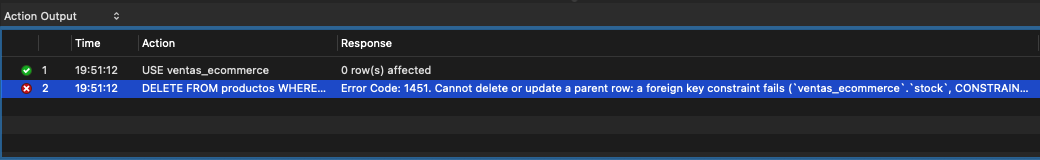 Action Output
Time Action Response
1 19:51:12 USE ventas_ecommerce 0 row(s) affected
2 19:51:12 DELETE FROM productos WHERE... Error Code: 1451. Cannot delete or update a parent row: a foreign key constraint fails (`ventas_ecommerce`.`stock`, CONSTRAIN...